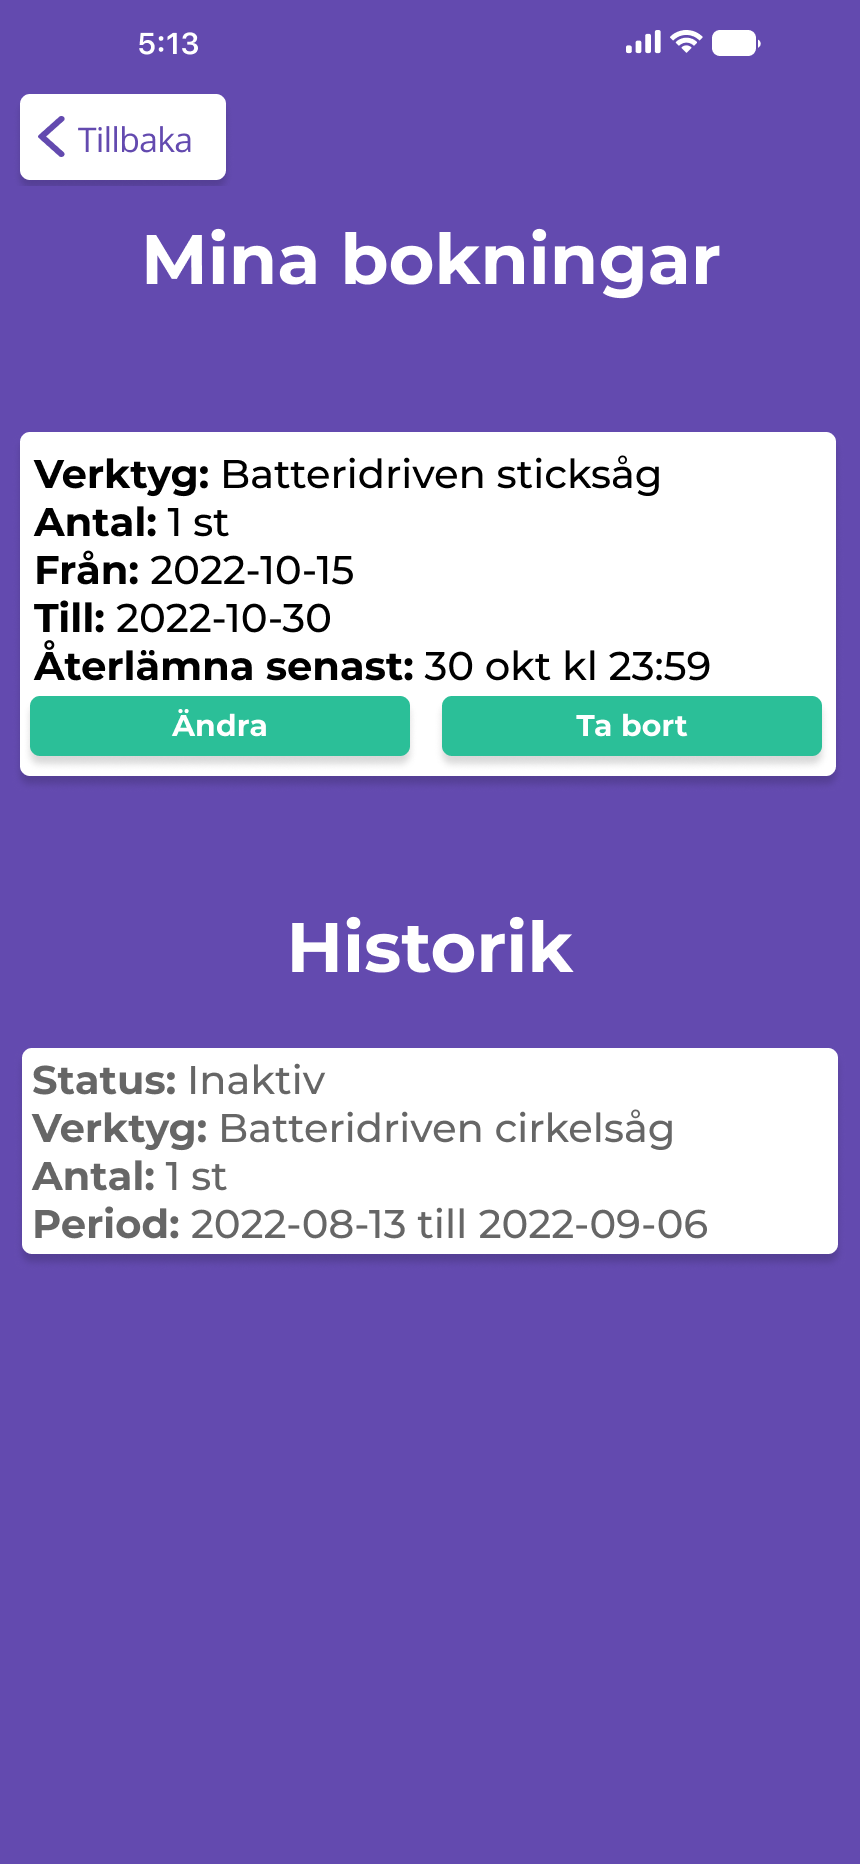 5:13
Tillbaka
Mina bokningar
Verktyg: Batteridriven sticksåg
Antal: 1 st
Från: 2022-10-15
Till: 2022-10-30
Återlämna senast: 30 okt kl 23:59
Ändra
Ta bort
Historik
Status: Inaktiv
Verktyg: Batteridriven cirkelsåg
Antal: 1 st
Period: 2022-08-13 till 2022-09-06